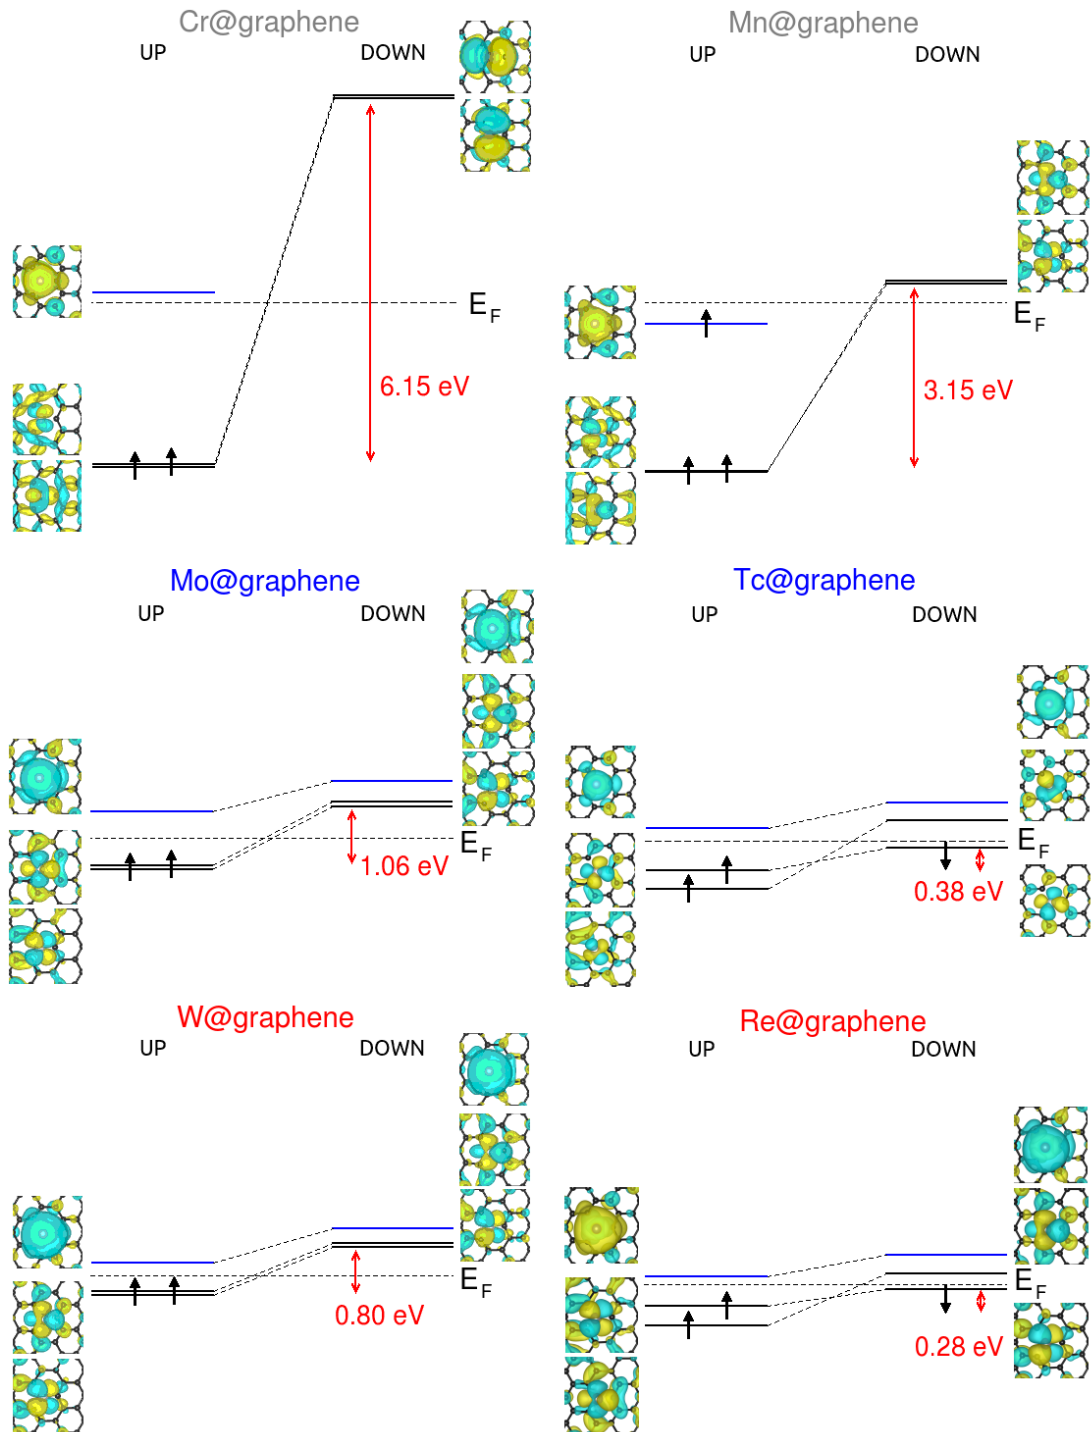 Cr@graphene
UP DOWN
E_F
6.15 eV
Mn@graphene
UP DOWN
E_F
3.15 eV
Mo@graphene
UP DOWN
E_F
1.06 eV
Tc@graphene
UP DOWN
E_F
0.38 eV
W@graphene
UP DOWN
E_F
0.80 eV
Re@graphene
UP DOWN
E_F
0.28 eV